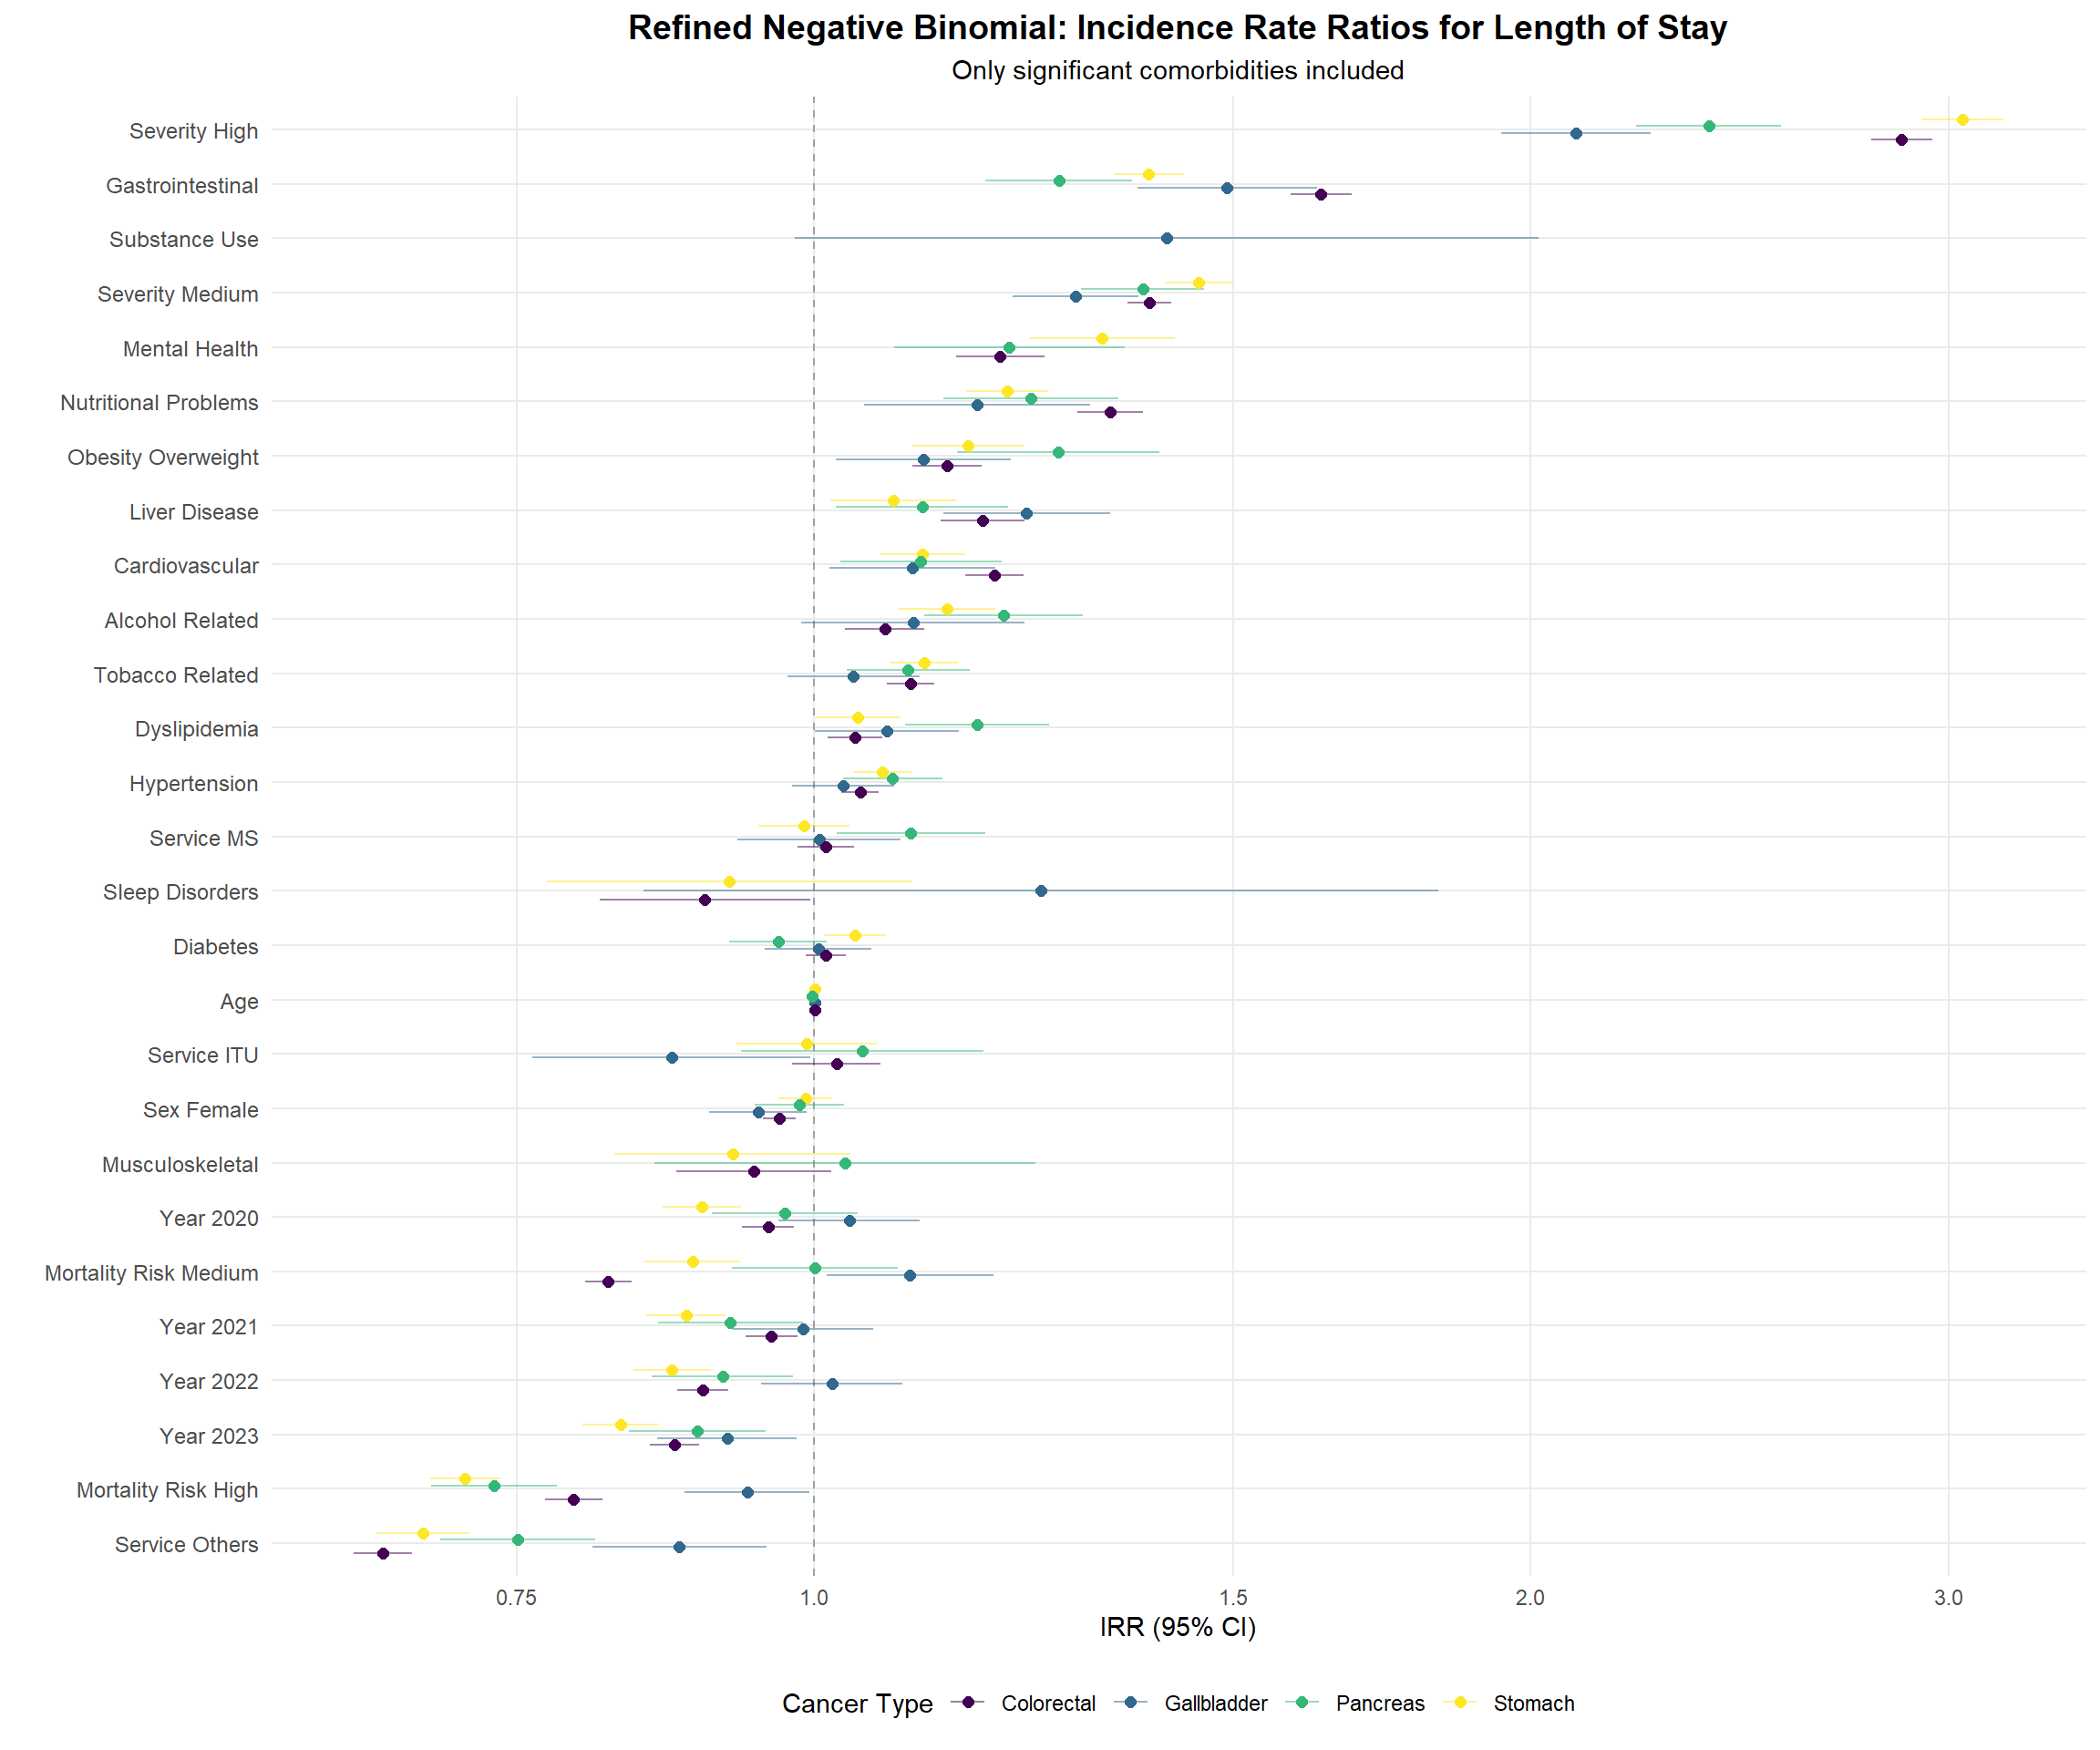 Refined Negative Binomial: Incidence Rate Ratios for Length of Stay
Only significant comorbidities included
Severity High
Gastrointestinal
Substance Use
Severity Medium
Mental Health
Nutritional Problems
Obesity Overweight
Liver Disease
Cardiovascular
Alcohol Related
Tobacco Related
Dyslipidemia
Hypertension
Service MS
Sleep Disorders
Diabetes
Age
Service ITU
Sex Female
Musculoskeletal
Year 2020
Mortality Risk Medium
Year 2021
Year 2022
Year 2023
Mortality Risk High
Service Others
0.75 1.0 1.5 2.0 3.0
IRR (95% CI)
Cancer Type Colorectal Gallbladder Pancreas Stomach